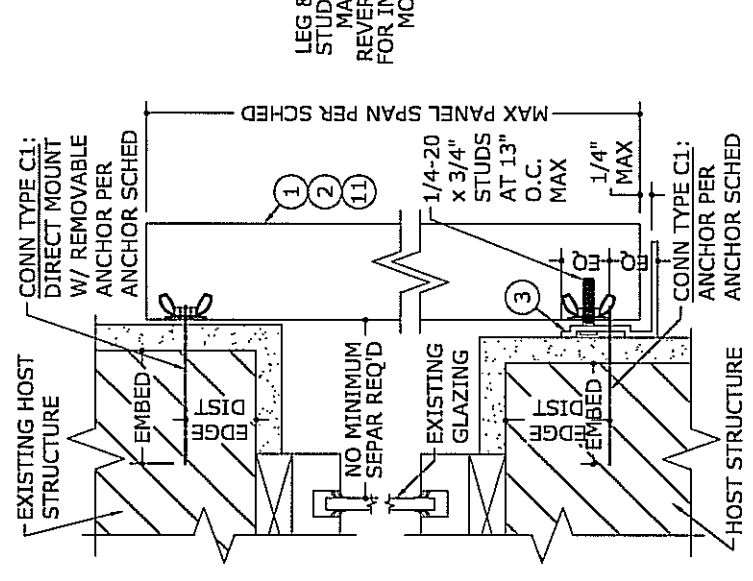 EXISTING HOST
STRUCTURE
CONN TYPE C1:
DIRECT MOUNT
W/ REMOVABLE
ANCHOR PER
ANCHOR SCHED
EMBED
EDGE
DIST
MAX PANEL SPAN PER SCHED
1
2
11
NO MINIMUM
SEPAR REQ'D
EXISTING
GLAZING
1/4-20
x 3/4"
STUDS
AT 13"
O.C.
MAX
1/4"
MAX
3
EQ
EQ
EDGE
DIST
EMBED
CONN TYPE C1:
ANCHOR PER
ANCHOR SCHED
HOST STRUCTURE
LEG &
STUD
MA
REVER
FOR IN
MO